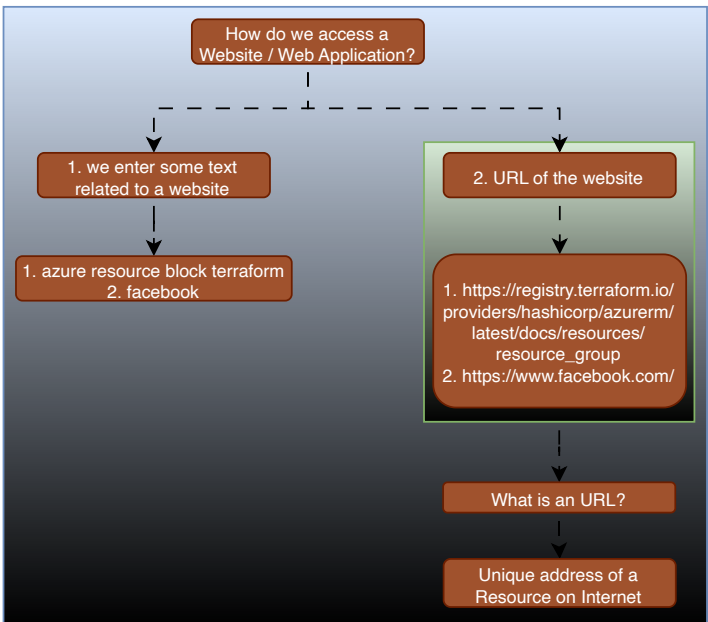 How do we access a
Website / Web Application?
1. we enter some text
related to a website
2. URL of the website
1. azure resource block terraform
2. facebook
1. https://registry.terraform.io/
providers/hashicorp/azurerm/
latest/docs/resources/
resource_group
2. https://www.facebook.com/
What is an URL?
Unique address of a
Resource on Internet